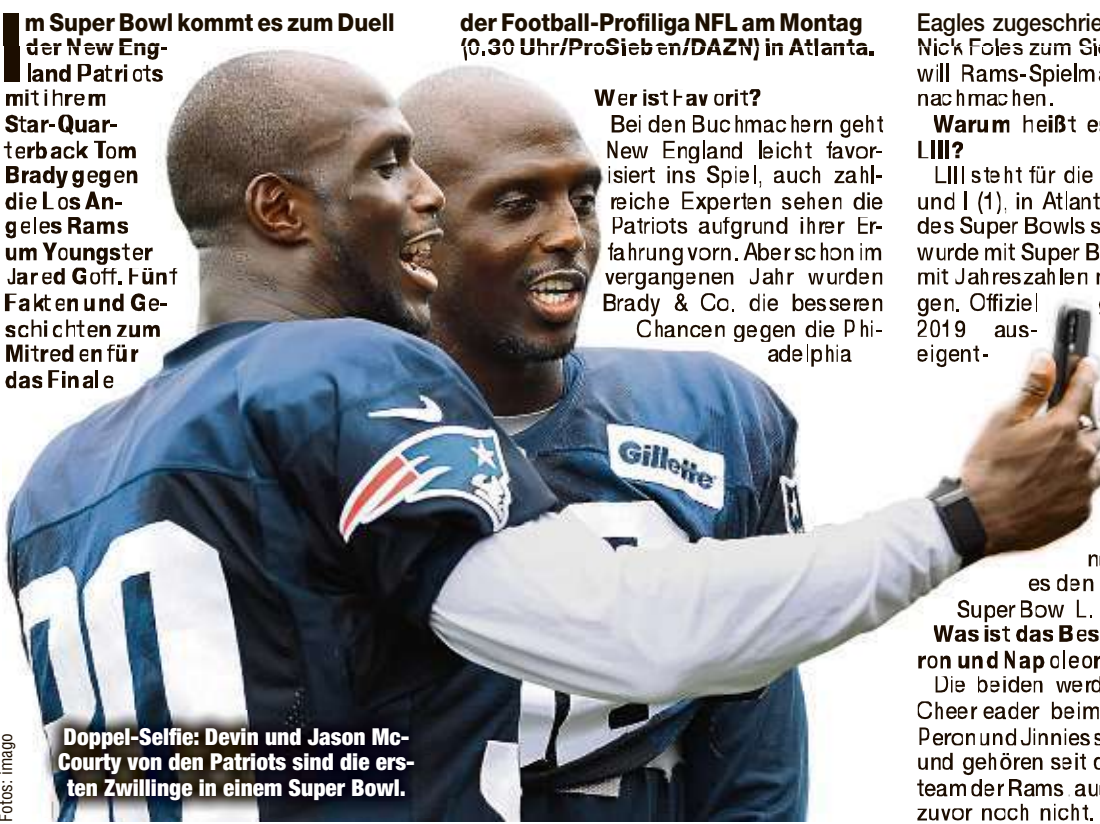 Im Super Bowl kommt es zum Duell
der New Eng-
land Patriots
mit ihrem
Star-Quar-
terback Tom
Brady gegen
die Los An-
geles Rams
um Youngster
Jared Goff. Fünf
Fakten und Ge-
schichten zum
Mitreden für
das Finale
der Football-Profiliga NFL am Montag
(0.30 Uhr/ProSieben/DAZN) in Atlanta.
Wer ist Favorit?
Bei den Buchmachern geht
New England leicht favor-
isiert ins Spiel, auch zahl-
reiche Experten sehen die
Patriots aufgrund ihrer Er-
fahrung vorn. Aber schon im
vergangenen Jahr wurden
Brady & Co. die besseren
Chancen gegen die Phi-
adelphia
Eagles zugeschrie
Nick Foles zum Sie
will Rams-Spielma
nachmachen.
Warum heißt es
LIII?
LIII steht für die
und I (1), in Atlant
des Super Bowls s
wurde mit Super B
mit Jahreszahlen
gen. Offiziel
2019 aus-
eigent-
es den
Super Bow L.
Was ist das Bes
ron und Napoleon
Die beiden werd
Cheer eader beim
Peron und Jinnies s
und gehören seit d
team der Rams au
zuvor noch nicht.
Gillette
90
Doppel-Selfie: Devin und Jason Mc-
Courty von den Patriots sind die ers-
ten Zwillinge in einem Super Bowl.
Fotos: imago